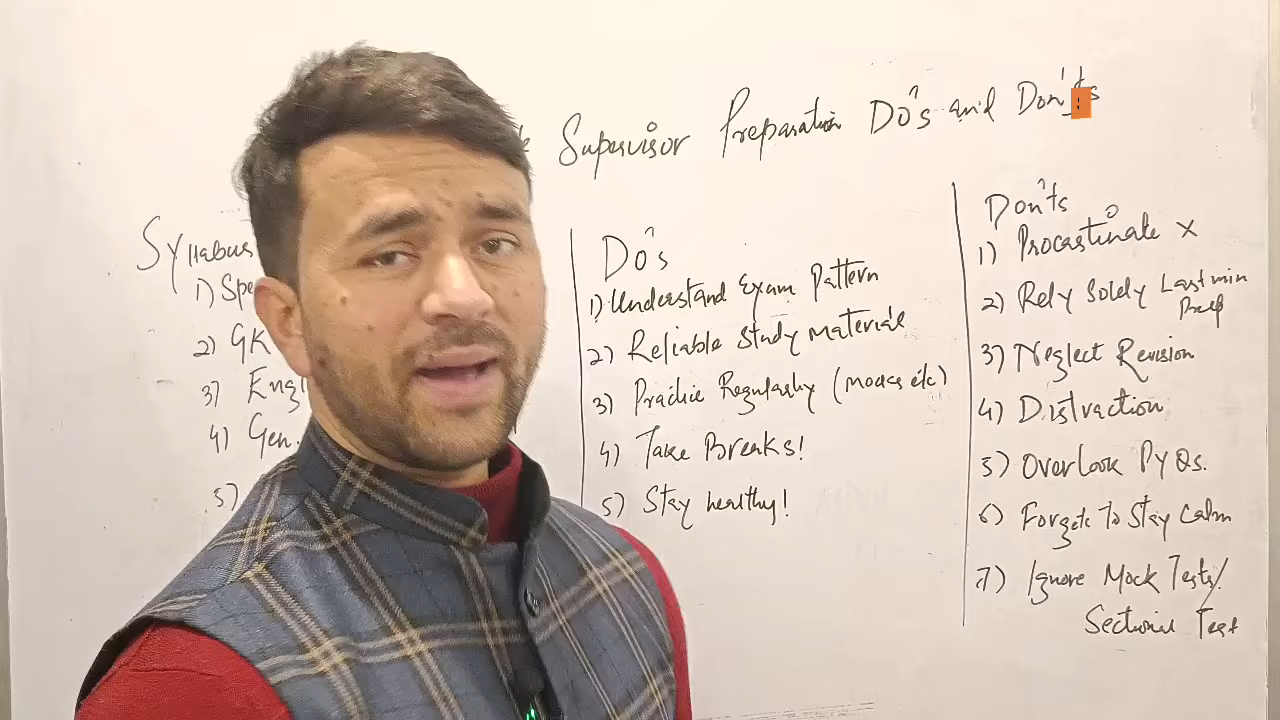 Supervisor Preparation Do's and Don'ts
Syllabus
1) Spe
2) GK
3) Engl
4) Gen.
5)
Do's
1) Understand Exam Pattern
2) Reliable Study Material
3) Practice Regularly (Mocks etc)
4) Take Breaks!
5) Stay healthy!
Don'ts
1) Procastinate ✗
2) Rely Solely Last min
Prep
3) Neglect Revision
4) Distraction
5) Overlook PYQs.
6) Forget To Stay Calm
7) Ignore Mock Tests/
Sectional Test